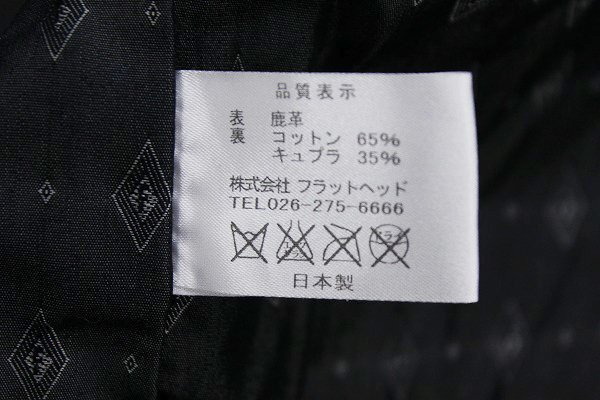 品質表示
表 鹿革
裏 コットン 65%
キュプラ 35%
株式会社 フラットヘッド
TEL026-275-6666
日本製